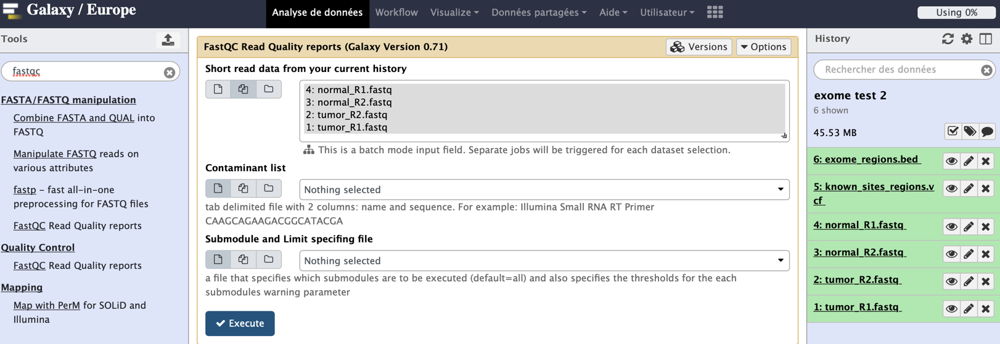 Galaxy / Europe
Analyse de données
Workflow
Visualize
Données partagées
Aide
Utilisateur
Using 0%
Tools
fastqc
FASTA/FASTQ manipulation
Combine FASTA and QUAL into
FASTQ
Manipulate FASTQ reads on
various attributes
fastp - fast all-in-one
preprocessing for FASTQ files
FastQC Read Quality reports
Quality Control
FastQC Read Quality reports
Mapping
Map with PerM for SOLiD and
Illumina
FastQC Read Quality reports (Galaxy Version 0.71)
Versions
Options
Short read data from your current history
4: normal_R1.fastq
3: normal_R2.fastq
2: tumor_R2.fastq
1: tumor_R1.fastq
This is a batch mode input field. Separate jobs will be triggered for each dataset selection.
Contaminant list
Nothing selected
tab delimited file with 2 columns: name and sequence. For example: Illumina Small RNA RT Primer
CAAGCAGAAGACGGCATACGA
Submodule and Limit specifing file
Nothing selected
a file that specifies which submodules are to be executed (default=all) and also specifies the thresholds for the each
submodules warning parameter
Execute
History
Rechercher des données
exome test 2
6 shown
45.53 MB
6: exome_regions.bed
5: known_sites_regions.v
cf
4: normal_R1.fastq
3: normal_R2.fastq
2: tumor_R2.fastq
1: tumor_R1.fastq